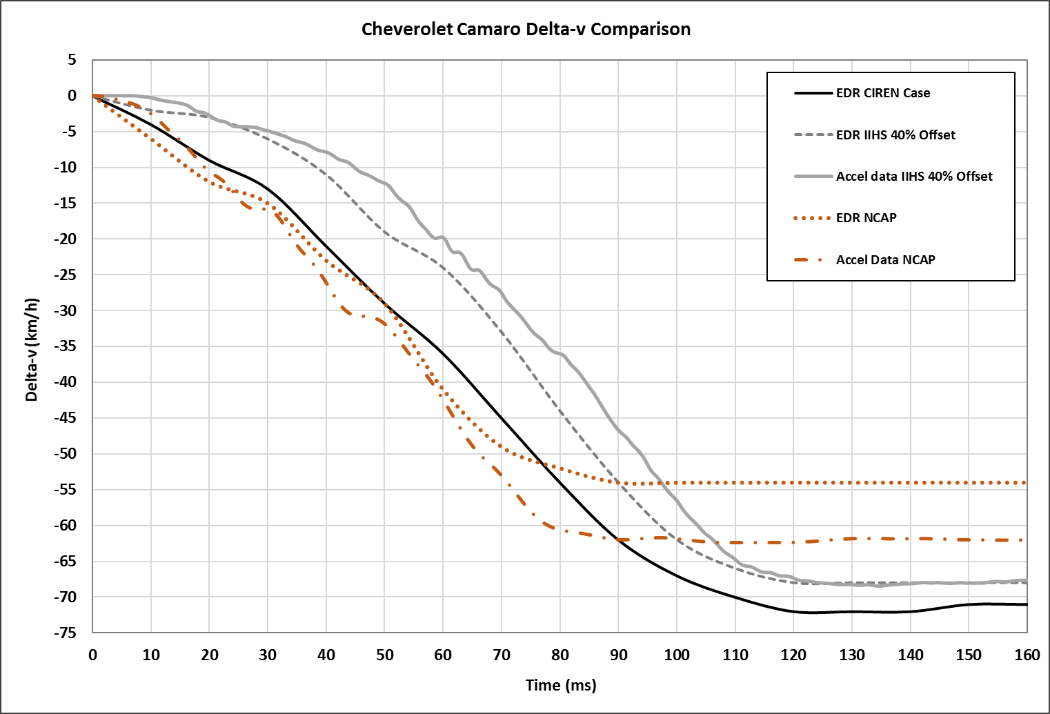 Cheverolet Camaro Delta-v Comparison
5
0
-5
-10
-15
-20
-25
-30
-35
-40
-45
-50
-55
-60
-65
-70
-75
Delta-v (km/h)
EDR CIREN Case
EDR IIHS 40% Offset
Accel data IIHS 40% Offset
EDR NCAP
Accel Data NCAP
0 10 20 30 40 50 60 70 80 90 100 110 120 130 140 150 160
Time (ms)